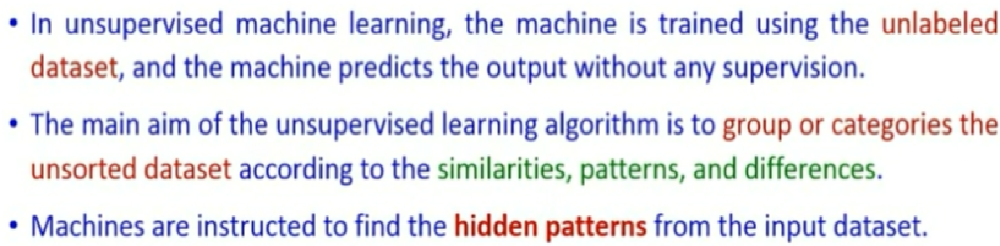 • In unsupervised machine learning, the machine is trained using the unlabeled
dataset, and the machine predicts the output without any supervision.
• The main aim of the unsupervised learning algorithm is to group or categories the
unsorted dataset according to the similarities, patterns, and differences.
• Machines are instructed to find the hidden patterns from the input dataset.